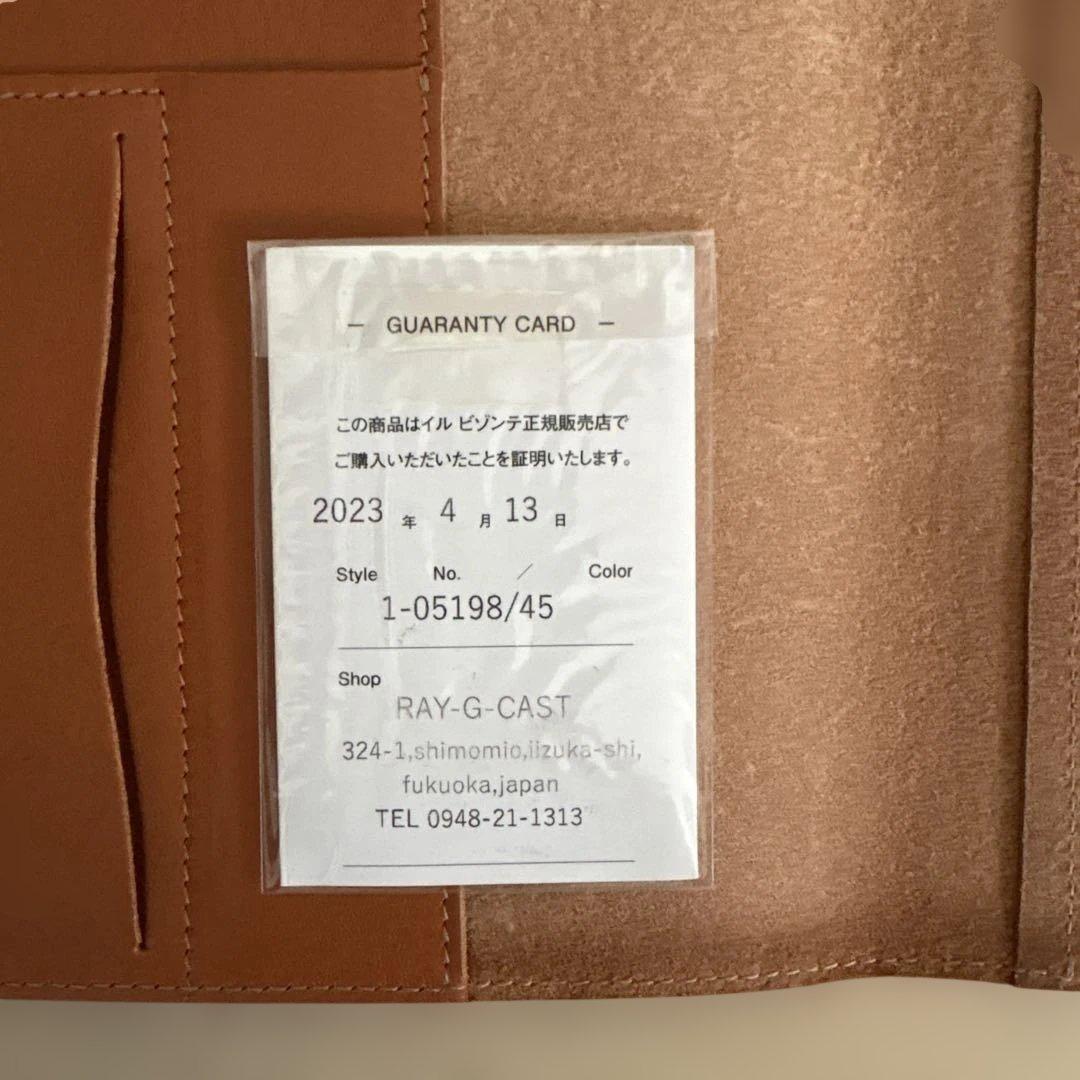 — GUARANTY CARD —
この商品はイル ビゾンテ正規販売店で
ご購入いただいたことを証明いたします。
2023 年 4 月 13 日
Style No. ／ Color
1-05198/45
Shop
RAY-G-CAST
324-1,shimomio,iizuka-shi,
fukuoka,japan
TEL 0948-21-1313